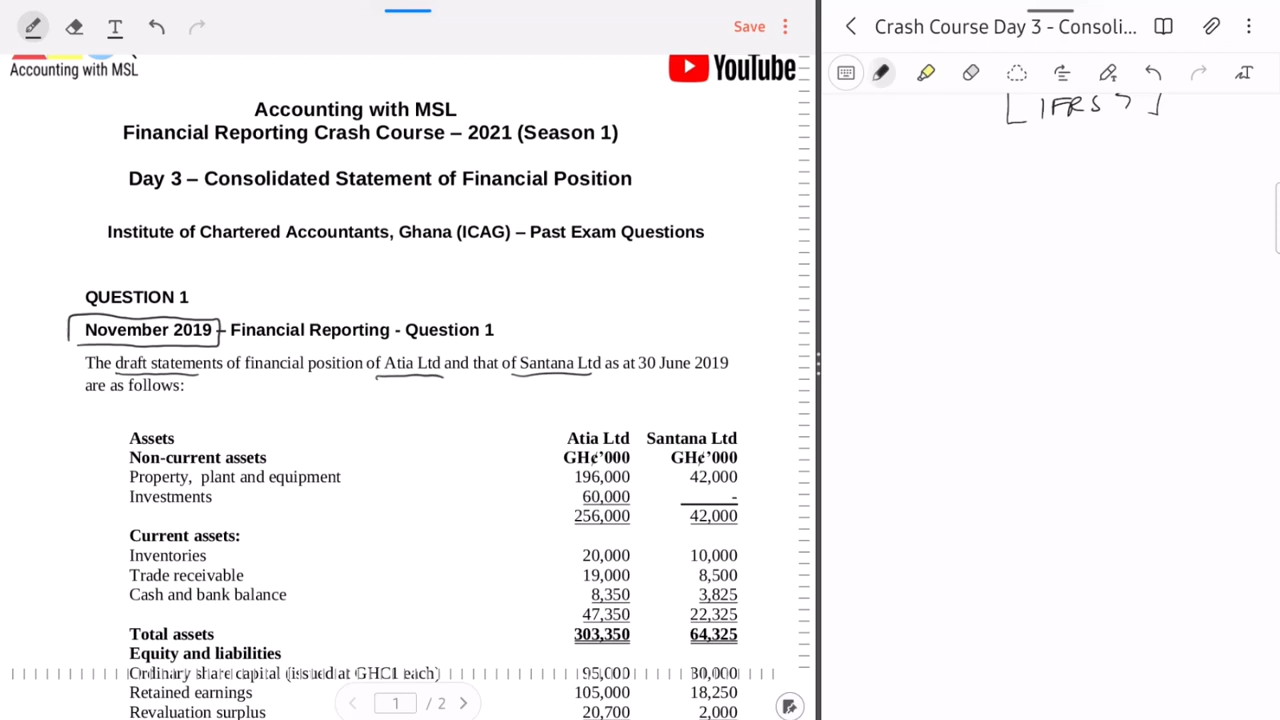 Save
Crash Course Day 3 - Consoli...
Accounting with MSL
YouTube
[IFRS
Accounting with MSL
Financial Reporting Crash Course – 2021 (Season 1)
Day 3 – Consolidated Statement of Financial Position
Institute of Chartered Accountants, Ghana (ICAG) – Past Exam Questions
QUESTION 1
November 2019 – Financial Reporting - Question 1
The draft statements of financial position of Atia Ltd and that of Santana Ltd as at 30 June 2019
are as follows:
Assets Atia Ltd Santana Ltd
Non-current assets GH¢’000 GH¢’000
Property, plant and equipment 196,000 42,000
Investments 60,000 -
256,000 42,000
Current assets:
Inventories 20,000 10,000
Trade receivable 19,000 8,500
Cash and bank balance 8,350 3,825
47,350 22,325
Total assets 303,350 64,325
Equity and liabilities
Ordinary share capital (issued at GHC1 each) 95,000 30,000
Retained earnings 105,000 18,250
Revaluation surplus 20,700 2,000
1 / 2